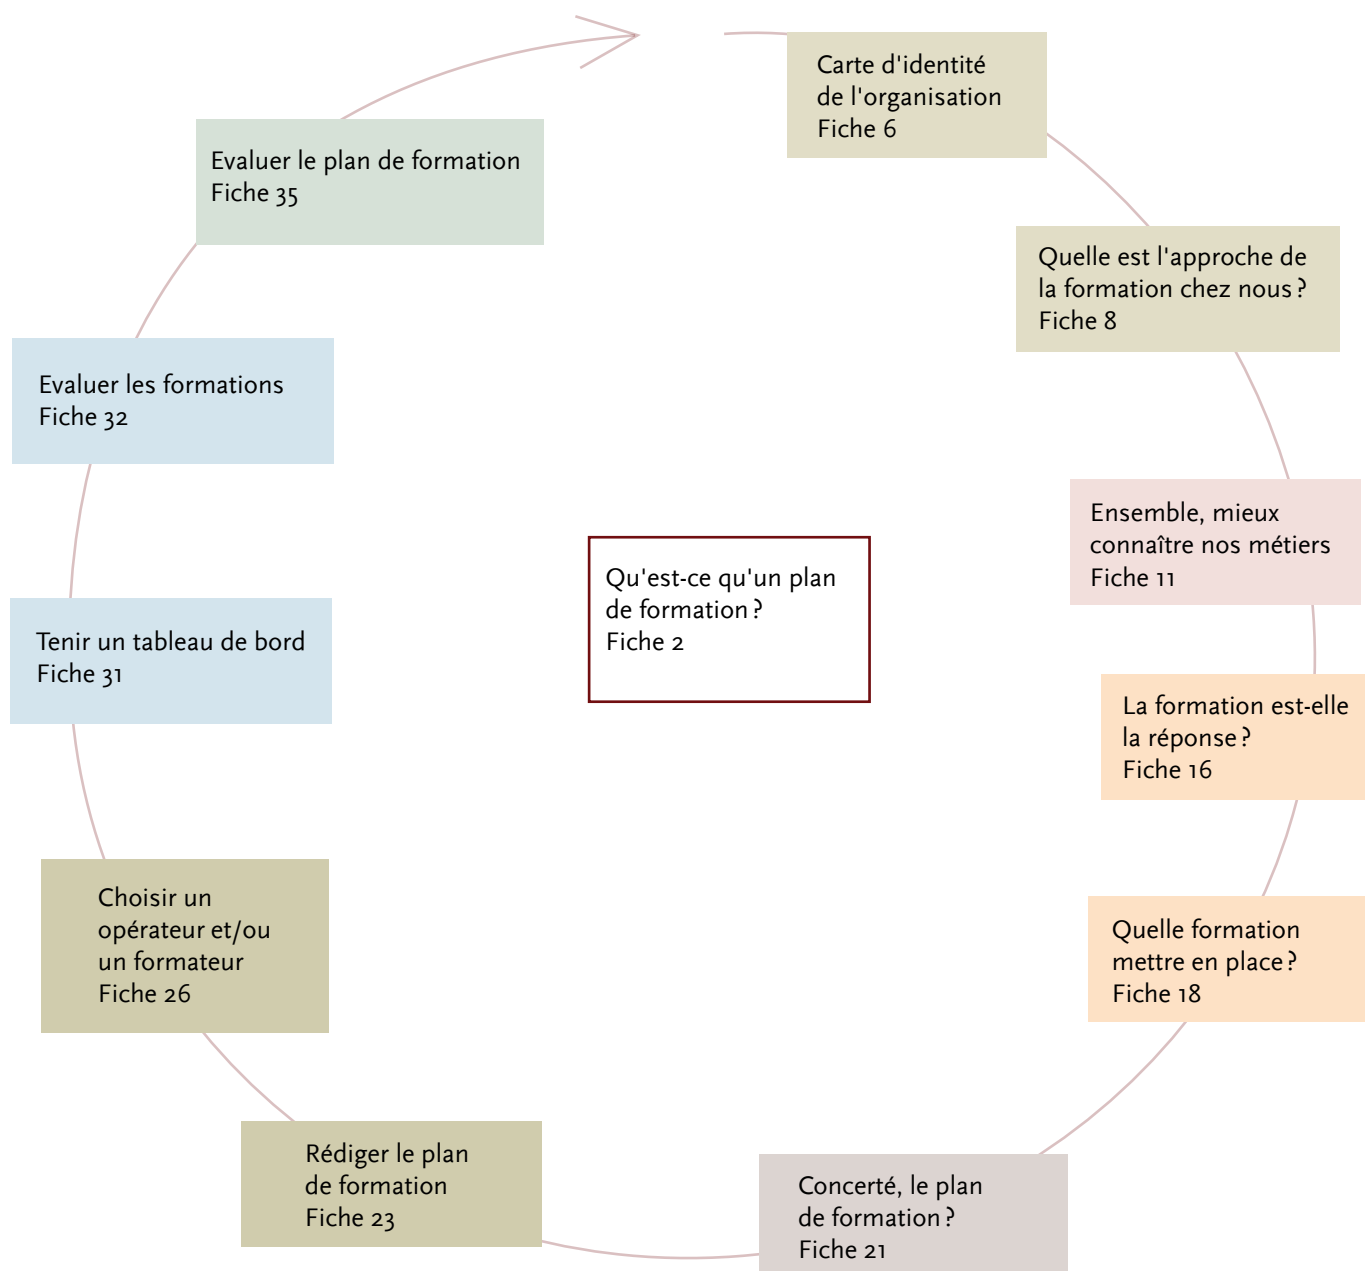 Carte d'identité
de l'organisation
Fiche 6
Quelle est l'approche de
la formation chez nous ?
Fiche 8
Ensemble, mieux
connaître nos métiers
Fiche 11
La formation est-elle
la réponse ?
Fiche 16
Quelle formation
mettre en place ?
Fiche 18
Concerté, le plan
de formation ?
Fiche 21
Rédiger le plan
de formation
Fiche 23
Choisir un
opérateur et/ou
un formateur
Fiche 26
Tenir un tableau de bord
Fiche 31
Evaluer les formations
Fiche 32
Evaluer le plan de formation
Fiche 35
Qu'est-ce qu'un plan
de formation ?
Fiche 2